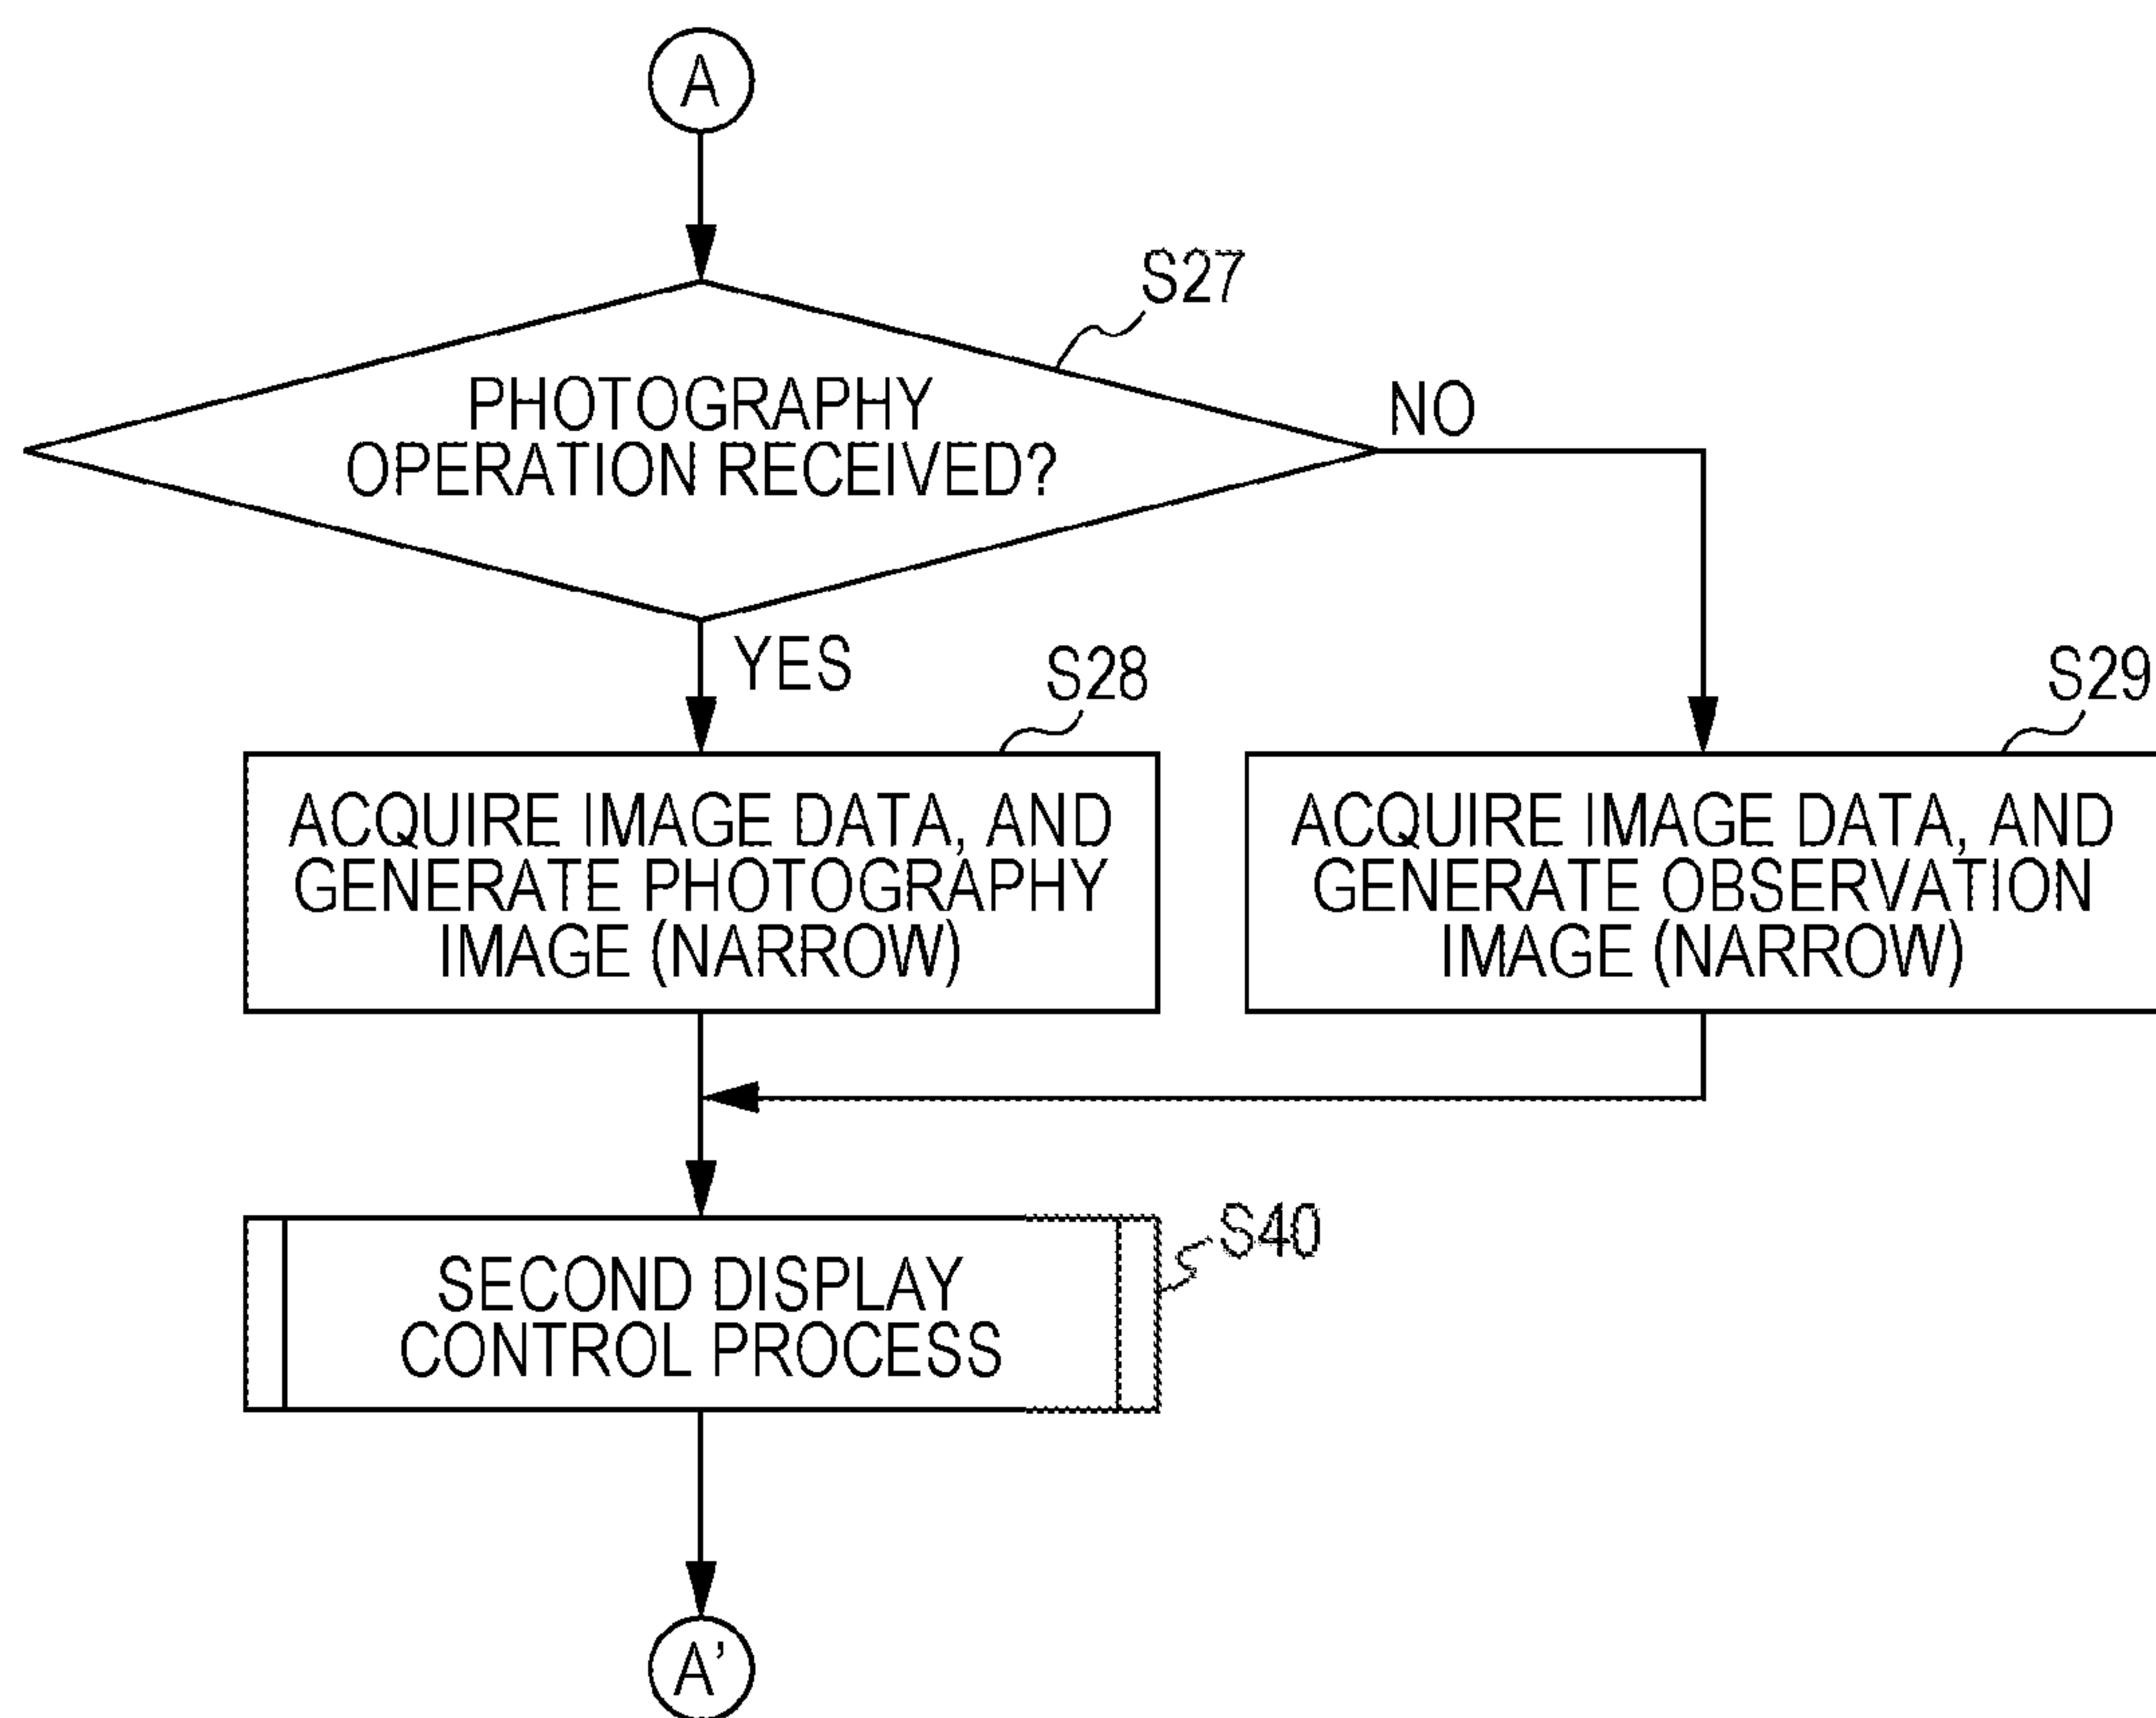 A
S27
PHOTOGRAPHY
OPERATION RECEIVED?
NO
YES
S28
ACQUIRE IMAGE DATA, AND
GENERATE PHOTOGRAPHY
IMAGE (NARROW)
S29
ACQUIRE IMAGE DATA, AND
GENERATE OBSERVATION
IMAGE (NARROW)
S40
SECOND DISPLAY
CONTROL PROCESS
A'